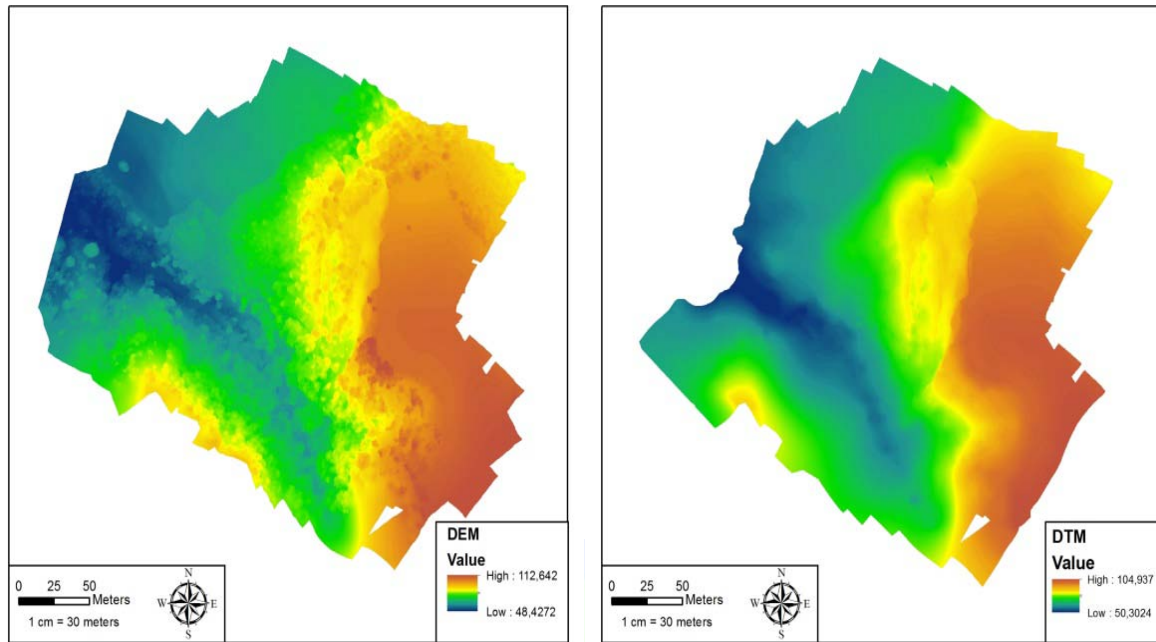 DEM
Value
High : 112,642
Low : 48,4272
N
W E
S
0 25 50
Meters
1 cm = 30 meters
DTM
Value
High : 104,937
Low : 50,3024
N
W E
S
0 25 50
Meters
1 cm = 30 meters